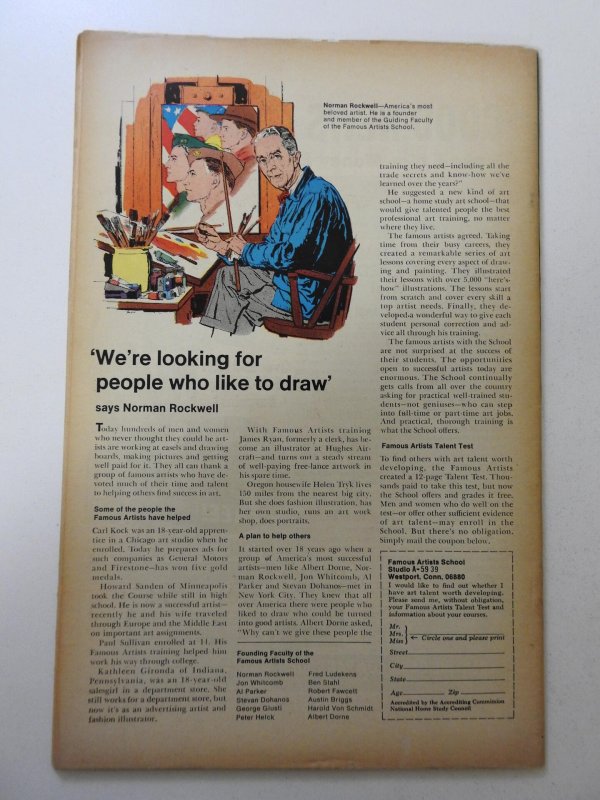 Norman Rockwell—America's most
beloved artist. He is a founder
and member of the Guiding Faculty
of the Famous Artists School.
'We're looking for
people who like to draw'
says Norman Rockwell
Today hundreds of men and women
who never thought they could be art-
ists are working at easels and drawing
boards, making pictures and getting
well paid for it. They all can thank a
group of famous artists who have de-
voted much of their time and talent
to helping others find success in art.
Some of the people the
Famous Artists have helped
Carl Kock was an 18-year-old appren-
tice in a Chicago art studio when he
enrolled. Today he prepares ads for
such companies as General Motors
and Firestone—has won five gold
medals.
Howard Sanden of Minneapolis
took the Course while still in high
school. He is now a successful artist—
recently he and his wife traveled
through Europe and the Middle East
on important art assignments.
Paul Sullivan enrolled at 44. His
Famous Artists training helped him
work his way through college.
Kathleen Gironda of Indiana,
Pennsylvania, was an 18-year-old
salesgirl in a department store. She
still works for a department store, but
now it's as an advertising artist and
fashion illustrator.
With Famous Artists training
James Ryan, formerly a clerk, has be-
come an illustrator at Hughes Air-
craft—and turns out a steady stream
of well-paying free-lance artwork in
his spare time.
Oregon housewife Helen Tryk lives
150 miles from the nearest big city.
But she does fashion illustration, has
her own studio, runs an art work
shop, does portraits.
A plan to help others
It started over 18 years ago when a
group of America's most successful
artists—men like Albert Dorne, Nor-
man Rockwell, Jon Whitcomb, Al
Parker and Stevan Dohanos—met in
New York City. They knew that all
over America there were people who
liked to draw who could be turned
into good artists. Albert Dorne asked,
"Why can't we give these people the
Founding Faculty of the
Famous Artists School
Norman Rockwell
Jon Whitcomb
Al Parker
Stevan Dohanos
George Giusti
Peter Helck
Fred Ludekens
Ben Stahl
Robert Fawcett
Austin Briggs
Harold Von Schmidt
Albert Dorne
training they need—including all the
trade secrets and know-how we've
learned over the years?"
He suggested a new kind of art
school—a home study art school—that
would give talented people the best
professional art training, no matter
where they live.
The famous artists agreed. Taking
time from their busy careers, they
created a remarkable series of art
lessons covering every aspect of draw-
ing and painting. They illustrated
their lessons with over 5,000 "here's-
how" illustrations. The lessons start
from scratch and cover every skill a
top artist needs. Finally, they de-
veloped a wonderful way to give each
student personal correction and ad-
vice all through his training.
The famous artists with the School
are not surprised at the success of
their students. The opportunities
open to successful artists today are
enormous. The School continually
gets calls from all over the country
asking for practical well-trained stu-
dents—not geniuses—who can step
into full-time or part-time art jobs.
And practical, thorough training is
what the School offers.
Famous Artists Talent Test
To find others with art talent worth
developing, the Famous Artists
created a 12-page Talent Test. Thou-
sands paid to take this test, but now
the School offers and grades it free.
Men and women who do well on the
test—or offer other sufficient evidence
of art talent—may enroll in the
School. But there's no obligation.
Simply mail the coupon below.
Famous Artists School
Studio A-5939
Westport, Conn. 06880
I would like to find out whether I
have art talent worth developing.
Please send me, without obligation,
your Famous Artists Talent Test and
information about your courses.
Mr.
Mrs. ← Circle one and please print
Miss
Street
City
State
Age Zip
Accredited by the Accrediting Commission
National Home Study Council